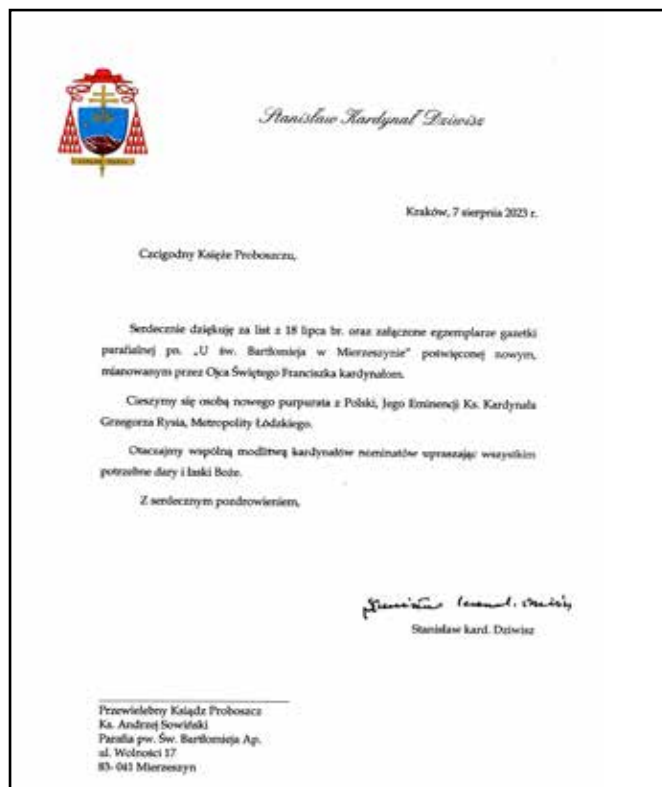 Stanisław Kardynał Dziwisz
Kraków, 7 sierpnia 2023 r.
Czcigodny Księże Proboszczu,
Serdecznie dziękuję za list z 18 lipca br. oraz załączone egzemplarze gazetki
parafialnej pn. „U św. Bartłomieja w Mierzeszynie” poświęconej nowym,
mianowanym przez Ojca Świętego Franciszka kardynałom.
Cieszymy się osobą nowego purpurata z Polski, Jego Eminencji Ks. Kardynała
Grzegorza Rysia, Metropolity Łódzkiego.
Otaczajmy wspólną modlitwą kardynałów nominatów upraszając wszystkim
potrzebne dary i łaski Boże.
Z serdecznym pozdrowieniem,
Stanisław kard. Dziwisz
Przewielebny Ksiądz Proboszcz
Ks. Andrzej Sowiński
Parafia pw. Św. Bartłomieja Ap.
ul. Wolności 17
83- 041 Mierzeszyn